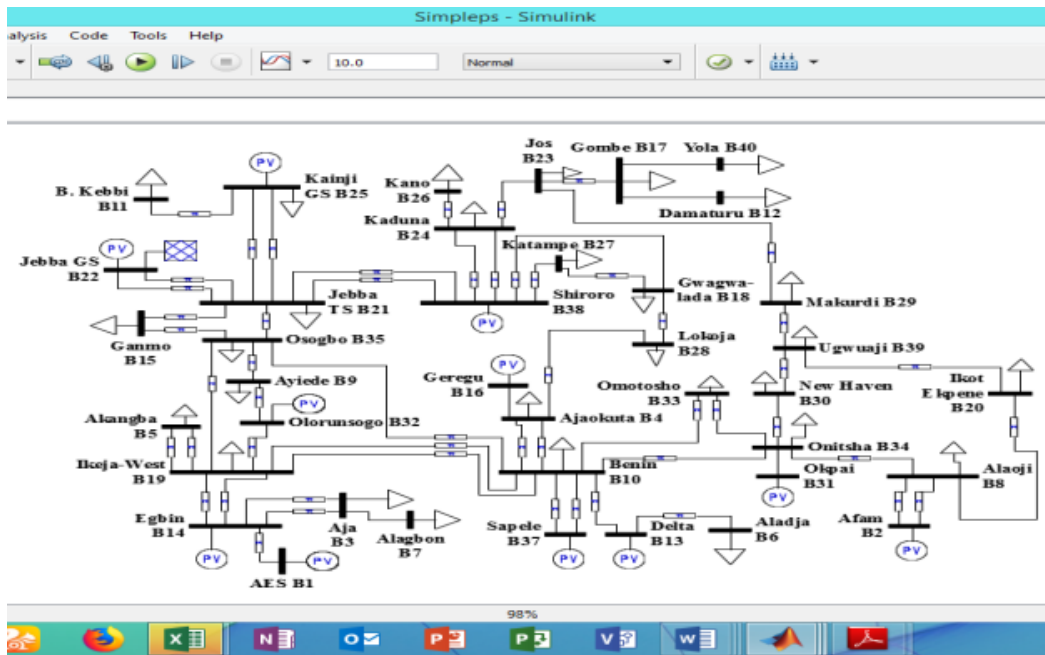 Simpleps - Simulink
alysis Code Tools Help
10.0
Normal
Jos
B23
Gombe B17
Yola B40
PV
Kainji
GS B25
B. Kebbi
B11
Kano
B26
Damaturu B12
Kaduna
B24
PV
Jebba GS
B22
Katampe B27
Gwagwa-
lada B18
Jebba
TS B21
Shiroro
B38
Makurdi B29
PV
Ganmo
B15
Osogbo B35
Lokoja
B28
Ugwuaji B39
PV
Geregu
B16
Ayiede B9
Omotosho
B33
New Haven
B30
Ikot
Ekpene
B20
Akangba
B5
PV
Olorunsogo B32
Ajaokuta B4
Onitsha B34
Ikeja-West
B19
Benin
B10
Okpai
B31
Alaoji
B8
PV
Egbin
B14
Aja
B3
Alagbon
B7
Sapele
B37
Delta
B13
Aladja
B6
Afam
B2
PV
PV
PV
PV
PV
AES B1
98%
X
N
O
P
P
V
W